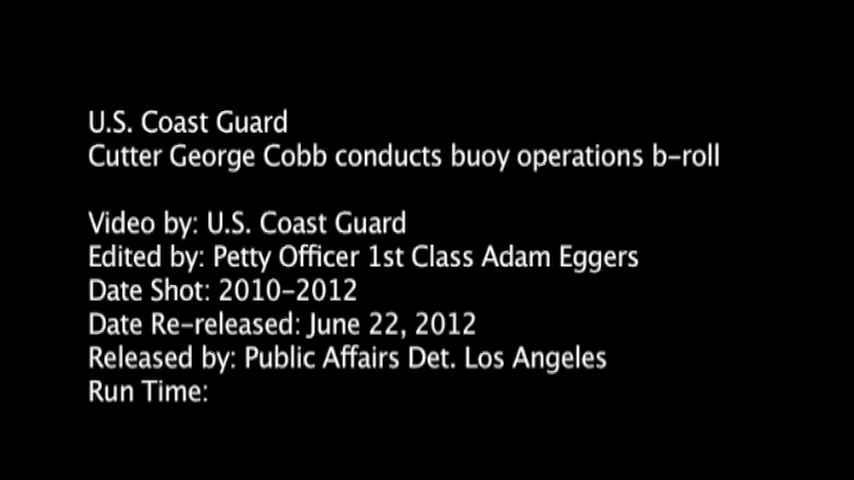 U.S. Coast Guard
Cutter George Cobb conducts buoy operations b-roll
Video by: U.S. Coast Guard
Edited by: Petty Officer 1st Class Adam Eggers
Date Shot: 2010-2012
Date Re-released: June 22, 2012
Released by: Public Affairs Det. Los Angeles
Run Time: